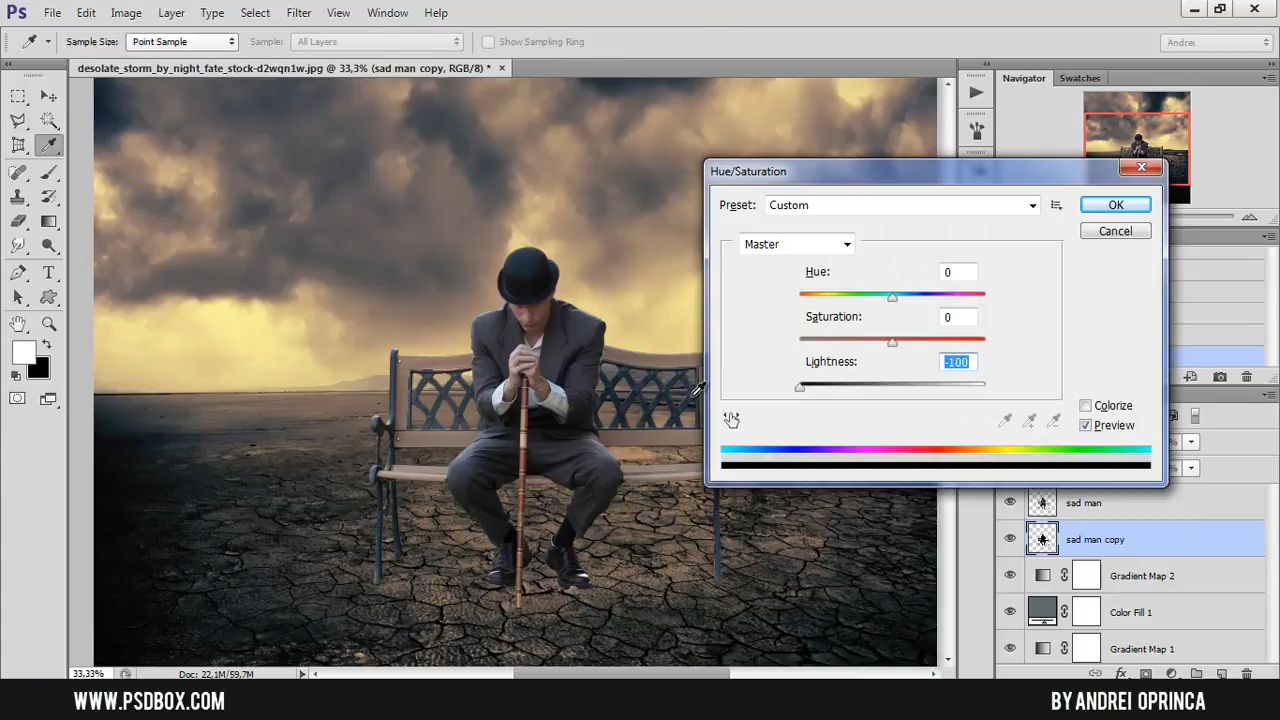 Ps File Edit Image Layer Type Select Filter View Window Help
Sample Size: Point Sample Sample: All Layers Show Sampling Ring Andrei
desolate_storm_by_night_fate_stock-d2wqn1w.jpg @ 33,3% (sad man copy, RGB/8) * ×
Navigator Swatches
Hue/Saturation
Preset: Custom OK
Cancel
Master
Hue: 0
Saturation: 0
Lightness: -100
Colorize
Preview
%
%
sad man
sad man copy
Gradient Map 2
Color Fill 1
Gradient Map 1
33,33% Doc: 22,1M/59,7M
fx
WWW.PSDBOX.COM BY ANDREI OPRINCA